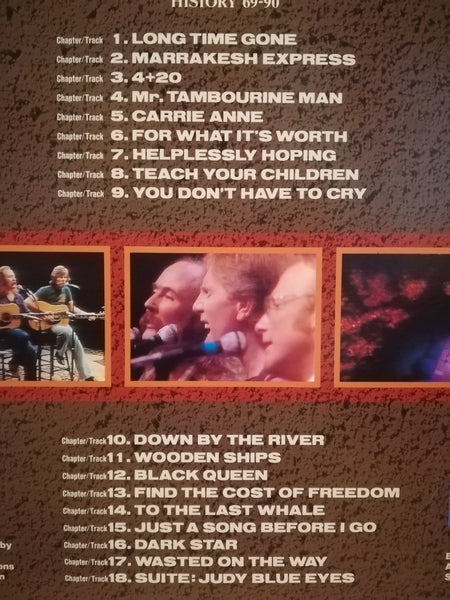 HISTORY 69-90
Chapter/Track 1. LONG TIME GONE
Chapter/Track 2. MARRAKESH EXPRESS
Chapter/Track 3. 4+20
Chapter/Track 4. Mr. TAMBOURINE MAN
Chapter/Track 5. CARRIE ANNE
Chapter/Track 6. FOR WHAT IT'S WORTH
Chapter/Track 7. HELPLESSLY HOPING
Chapter/Track 8. TEACH YOUR CHILDREN
Chapter/Track 9. YOU DON'T HAVE TO CRY
Chapter/Track 10. DOWN BY THE RIVER
Chapter/Track 11. WOODEN SHIPS
Chapter/Track 12. BLACK QUEEN
Chapter/Track 13. FIND THE COST OF FREEDOM
Chapter/Track 14. TO THE LAST WHALE
Chapter/Track 15. JUST A SONG BEFORE I GO
Chapter/Track 16. DARK STAR
Chapter/Track 17. WASTED ON THE WAY
Chapter/Track 18. SUITE: JUDY BLUE EYES
by